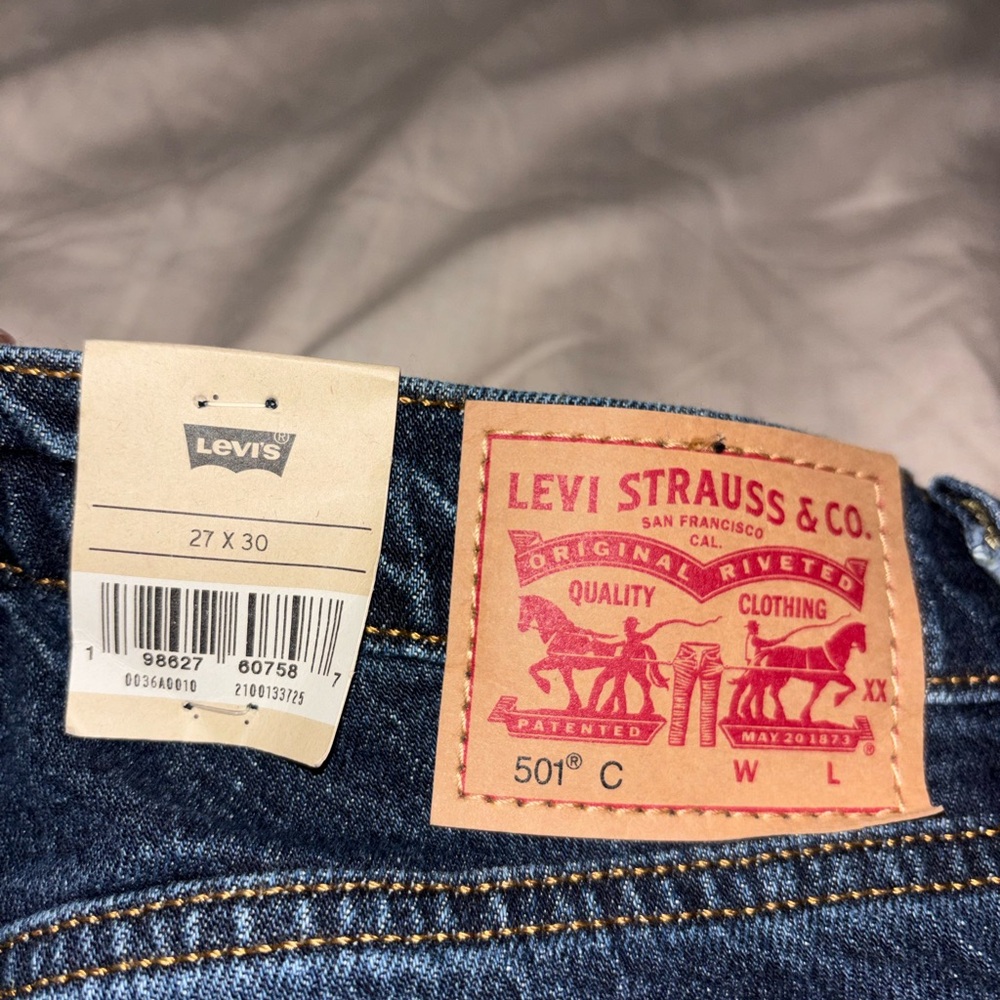 Levi's®
27 X 30
1 98627 60758 7
0036A0010 2100133725
LEVI STRAUSS & CO.
SAN FRANCISCO
CAL.
ORIGINAL RIVETED
QUALITY CLOTHING
XX
PATENTED MAY 20 1873 ®
501® C W L